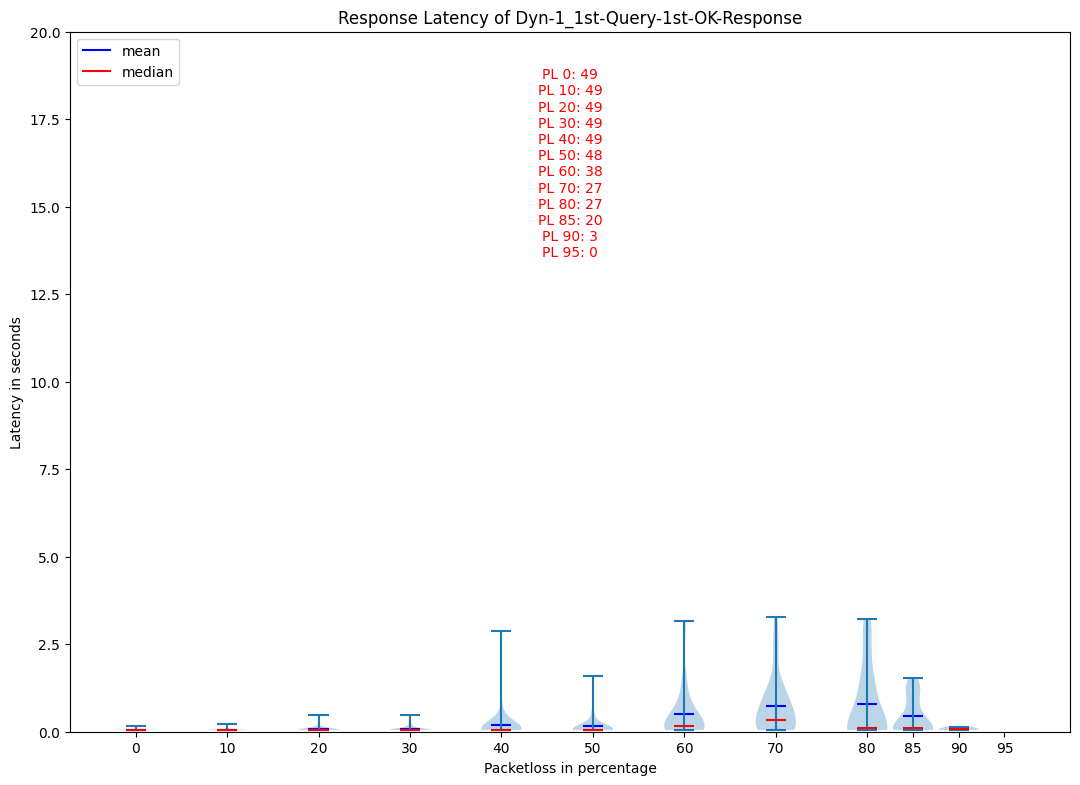 Response Latency of Dyn-1_1st-Query-1st-OK-Response
mean
median
PL 0: 49
PL 10: 49
PL 20: 49
PL 30: 49
PL 40: 49
PL 50: 48
PL 60: 38
PL 70: 27
PL 80: 27
PL 85: 20
PL 90: 3
PL 95: 0
20.0
17.5
15.0
12.5
10.0
7.5
5.0
2.5
0.0
Latency in seconds
0 10 20 30 40 50 60 70 80 85 90 95
Packetloss in percentage